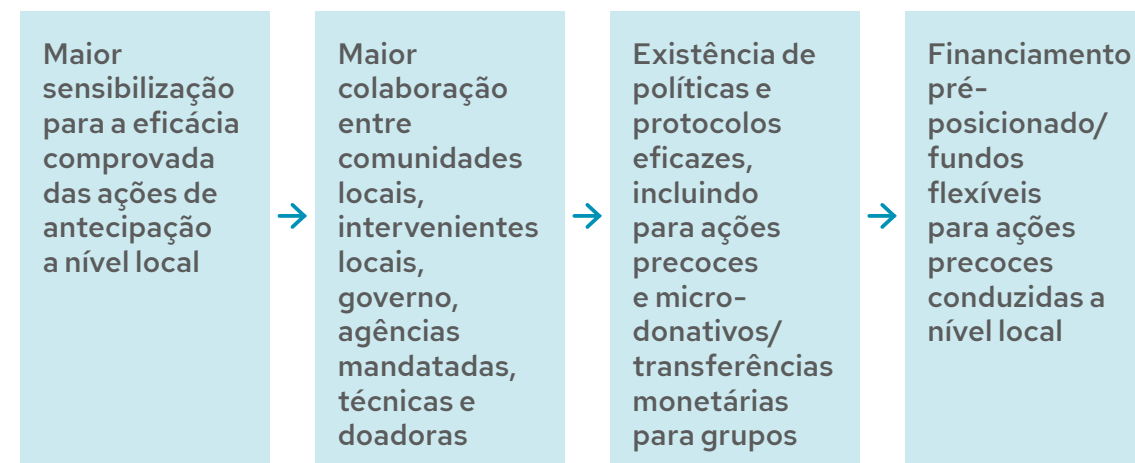 Maior
sensibilização
para a eficácia
comprovada
das ações de
antecipação
a nível local
Maior
colaboração
entre
comunidades
locais,
intervenientes
locais,
governo,
agências
mandatadas,
técnicas e
doadoras
Existência de
políticas e
protocolos
eficazes,
incluindo
para ações
precoces
e micro-
donativos/
transferências
monetárias
para grupos
Financiamento
pré-
posicionado/
fundos
flexíveis
para ações
precoces
conduzidas a
nível local